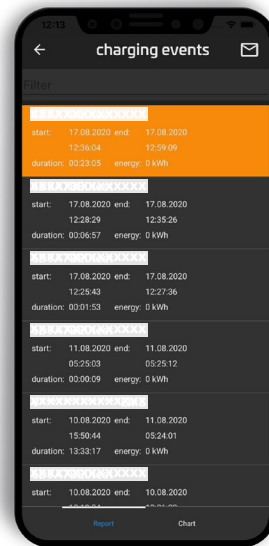 12:13
charging events
Filter
start: 17.08.2020 end: 17.08.2020
12:36:04 12:59:09
duration: 00:23:05 energy: 0 kWh
start: 17.08.2020 end: 17.08.2020
12:28:29 12:35:26
duration: 00:06:57 energy: 0 kWh
start: 17.08.2020 end: 17.08.2020
12:25:43 12:27:36
duration: 00:01:53 energy: 0 kWh
start: 11.08.2020 end: 11.08.2020
05:25:03 05:25:12
duration: 00:00:09 energy: 0 kWh
start: 10.08.2020 end: 11.08.2020
15:50:44 05:24:01
duration: 13:33:17 energy: 0 kWh
start: 10.08.2020 end: 10.08.2020
Report Chart